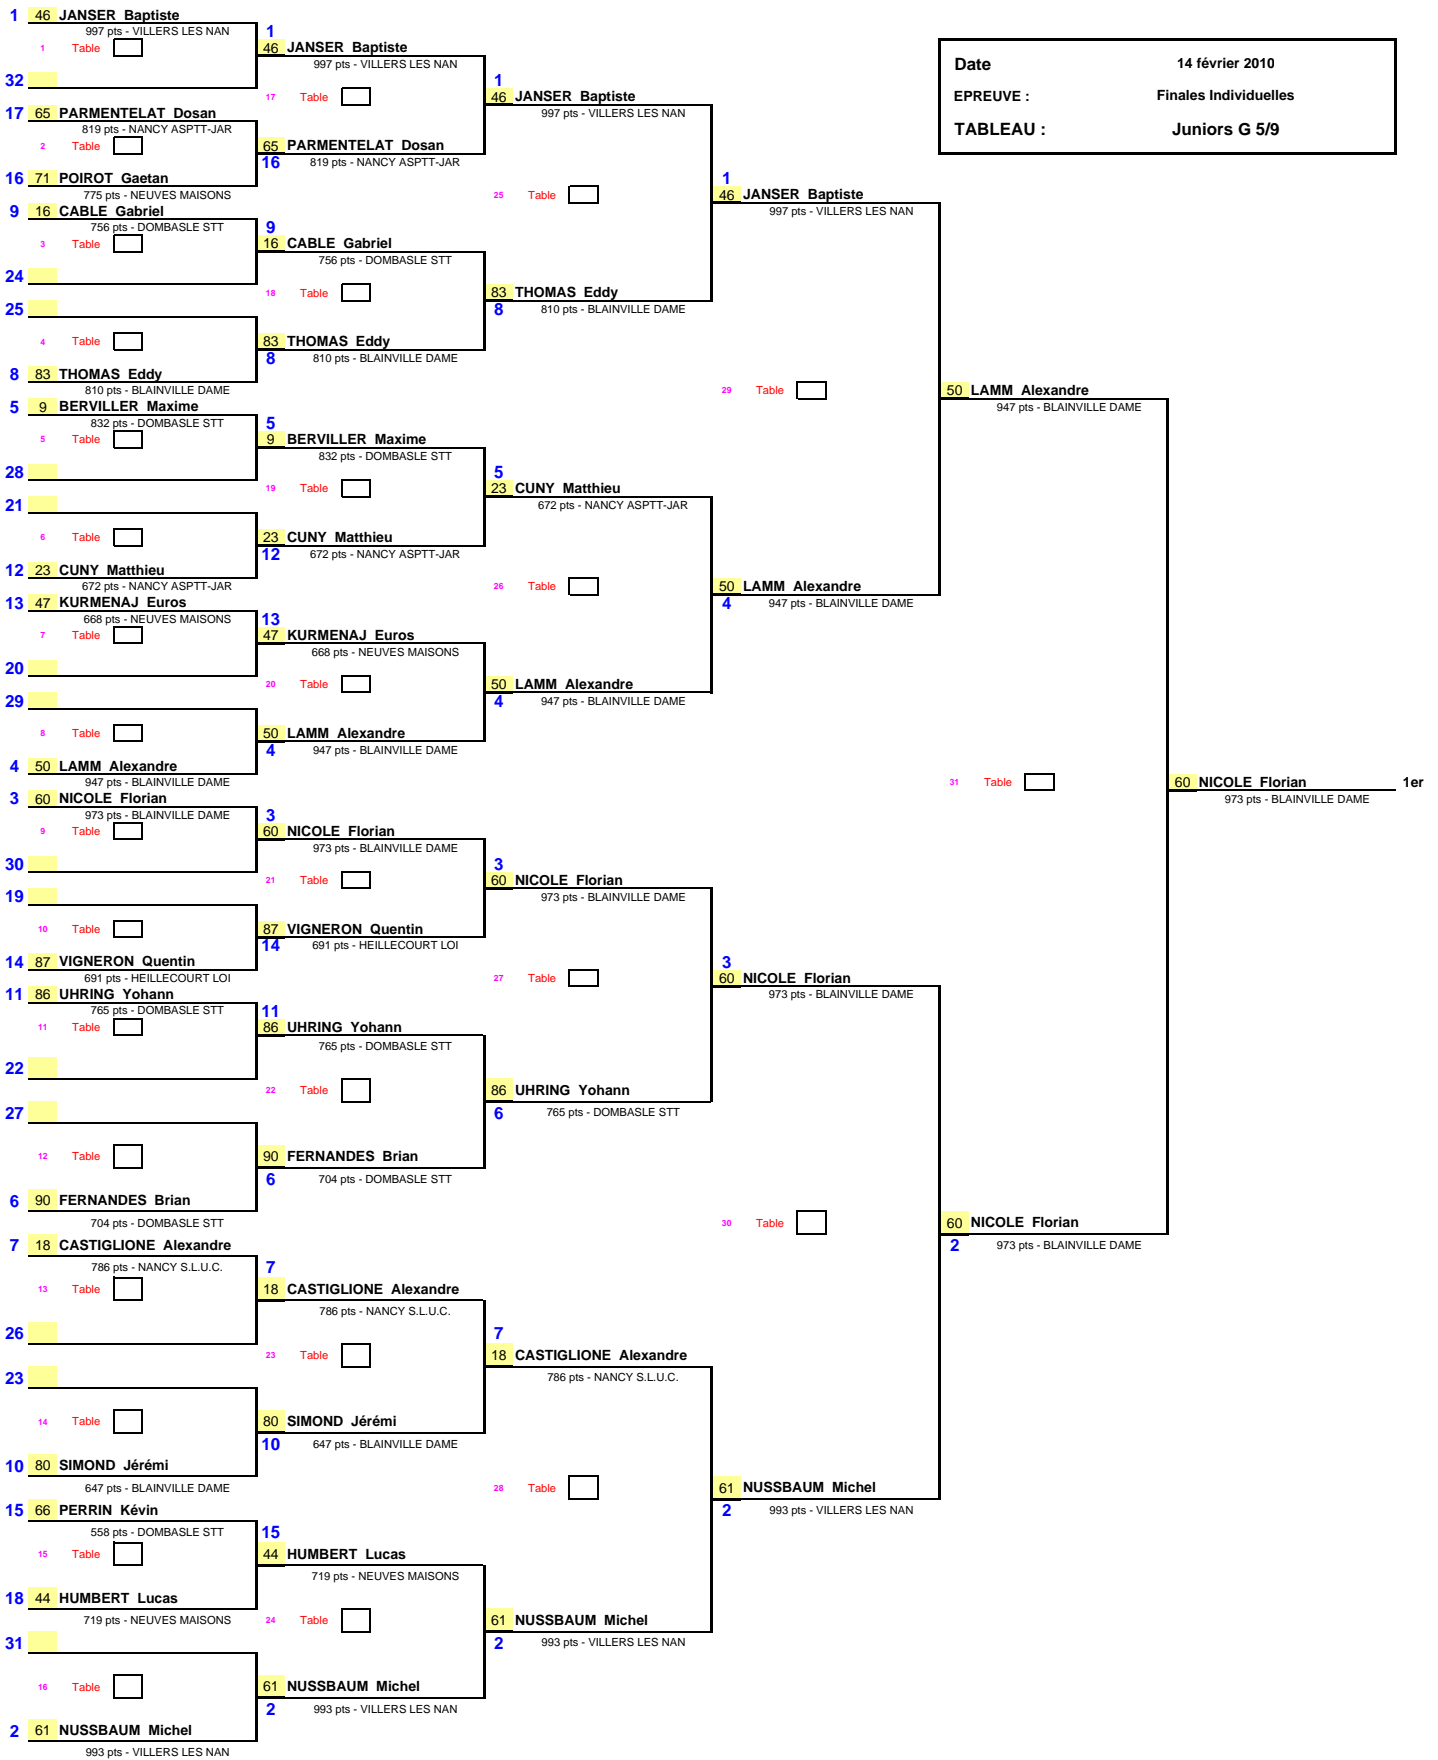 Date 14 février 2010
EPREUVE : Finales Individuelles
TABLEAU : Juniors G 5/9
1 46 JANSER Baptiste
997 pts - VILLERS LES NAN
1 Table
32
17 65 PARMENTELAT Dosan
819 pts - NANCY ASPTT-JAR
2 Table
16 71 POIROT Gaetan
775 pts - NEUVES MAISONS
9 16 CABLE Gabriel
756 pts - DOMBASLE STT
3 Table
24
25
4 Table
8 83 THOMAS Eddy
810 pts - BLAINVILLE DAME
5 9 BERVILLER Maxime
832 pts - DOMBASLE STT
5 Table
28
21
6 Table
12 23 CUNY Matthieu
672 pts - NANCY ASPTT-JAR
13 47 KURMENAJ Euros
668 pts - NEUVES MAISONS
7 Table
20
29
8 Table
4 50 LAMM Alexandre
947 pts - BLAINVILLE DAME
3 60 NICOLE Florian
973 pts - BLAINVILLE DAME
9 Table
30
19
10 Table
14 87 VIGNERON Quentin
691 pts - HEILLECOURT LOI
11 86 UHRING Yohann
765 pts - DOMBASLE STT
11 Table
22
27
12 Table
6 90 FERNANDES Brian
704 pts - DOMBASLE STT
7 18 CASTIGLIONE Alexandre
786 pts - NANCY S.L.U.C.
13 Table
26
23
14 Table
10 80 SIMOND Jérémi
647 pts - BLAINVILLE DAME
15 66 PERRIN Kévin
558 pts - DOMBASLE STT
15 Table
18 44 HUMBERT Lucas
719 pts - NEUVES MAISONS
31
16 Table
2 61 NUSSBAUM Michel
993 pts - VILLERS LES NAN
1
46 JANSER Baptiste
997 pts - VILLERS LES NAN
17 Table
65 PARMENTELAT Dosan
16 819 pts - NANCY ASPTT-JAR
9
16 CABLE Gabriel
756 pts - DOMBASLE STT
18 Table
83 THOMAS Eddy
8 810 pts - BLAINVILLE DAME
5
9 BERVILLER Maxime
832 pts - DOMBASLE STT
19 Table
23 CUNY Matthieu
12 672 pts - NANCY ASPTT-JAR
13
47 KURMENAJ Euros
668 pts - NEUVES MAISONS
20 Table
50 LAMM Alexandre
4 947 pts - BLAINVILLE DAME
3
60 NICOLE Florian
973 pts - BLAINVILLE DAME
21 Table
87 VIGNERON Quentin
14 691 pts - HEILLECOURT LOI
11
86 UHRING Yohann
765 pts - DOMBASLE STT
22 Table
90 FERNANDES Brian
6 704 pts - DOMBASLE STT
7
18 CASTIGLIONE Alexandre
786 pts - NANCY S.L.U.C.
23 Table
80 SIMOND Jérémi
10 647 pts - BLAINVILLE DAME
15
44 HUMBERT Lucas
719 pts - NEUVES MAISONS
24 Table
61 NUSSBAUM Michel
2 993 pts - VILLERS LES NAN
1
46 JANSER Baptiste
997 pts - VILLERS LES NAN
25 Table
83 THOMAS Eddy
8 810 pts - BLAINVILLE DAME
5
23 CUNY Matthieu
672 pts - NANCY ASPTT-JAR
26 Table
50 LAMM Alexandre
4 947 pts - BLAINVILLE DAME
3
60 NICOLE Florian
973 pts - BLAINVILLE DAME
27 Table
86 UHRING Yohann
6 765 pts - DOMBASLE STT
7
18 CASTIGLIONE Alexandre
786 pts - NANCY S.L.U.C.
28 Table
61 NUSSBAUM Michel
2 993 pts - VILLERS LES NAN
1
46 JANSER Baptiste
997 pts - VILLERS LES NAN
29 Table
50 LAMM Alexandre
4 947 pts - BLAINVILLE DAME
3
60 NICOLE Florian
973 pts - BLAINVILLE DAME
30 Table
61 NUSSBAUM Michel
2 993 pts - VILLERS LES NAN
50 LAMM Alexandre
947 pts - BLAINVILLE DAME
31 Table
60 NICOLE Florian
2 973 pts - BLAINVILLE DAME
60 NICOLE Florian 1er
973 pts - BLAINVILLE DAME